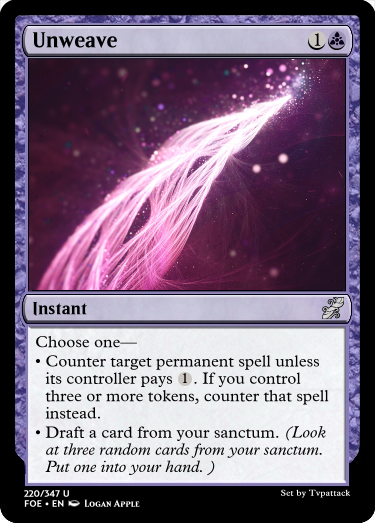 Unweave 1
Instant
Choose one—
• Counter target permanent spell unless
its controller pays 1. If you control
three or more tokens, counter that spell
instead.
• Draft a card from your sanctum. (Look
at three random cards from your sanctum.
Put one into your hand. )
220/347 U Set by Tvpattack
FOE • EN Logan Apple